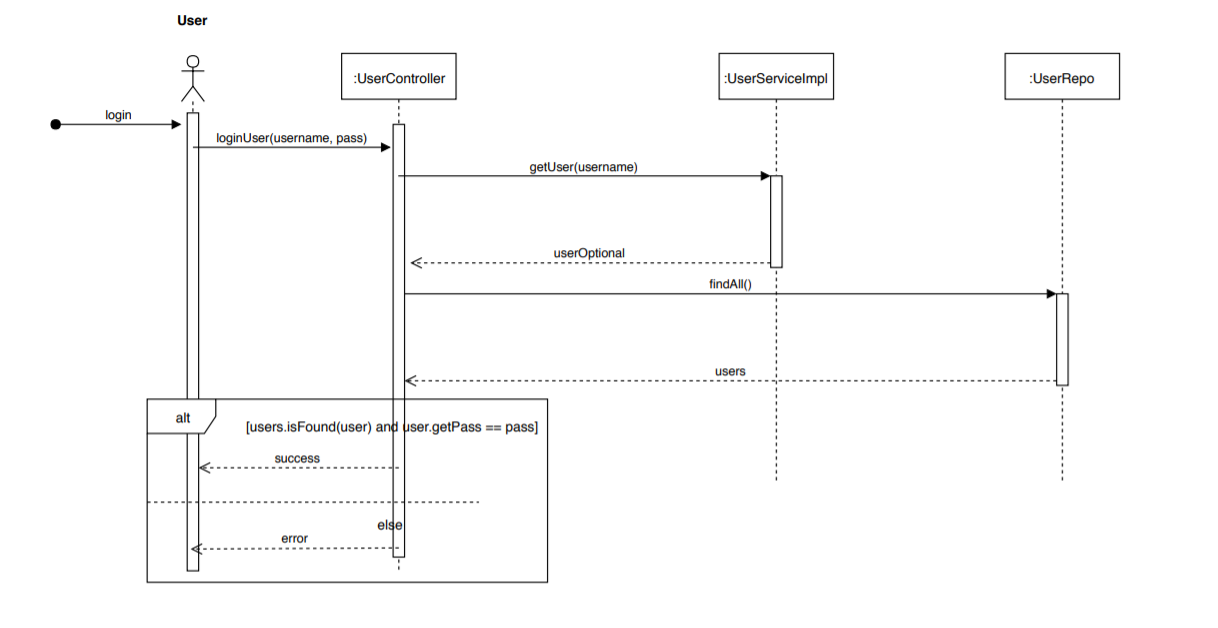 User
:UserController
:UserServiceImpl
:UserRepo
login
loginUser(username, pass)
getUser(username)
userOptional
findAll()
users
alt
[users.isFound(user) and user.getPass == pass]
success
else
error